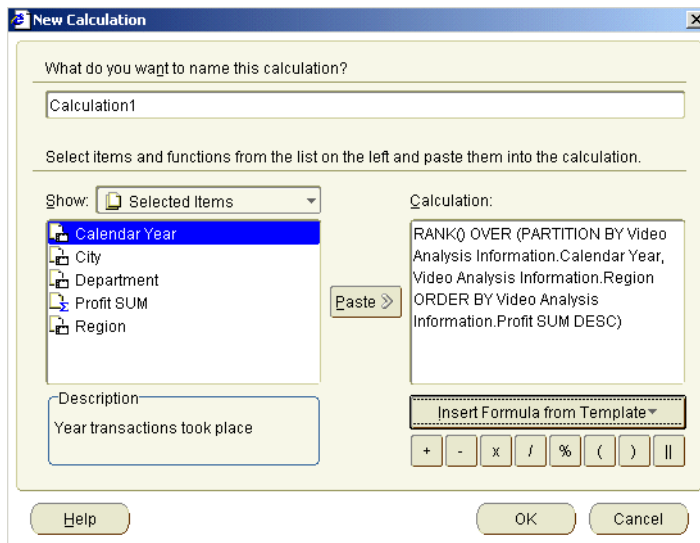 New Calculation
What do you want to name this calculation?
Calculation1
Select items and functions from the list on the left and paste them into the calculation.
Show: Selected Items
Calendar Year
City
Department
Profit SUM
Region
Description
Year transactions took place
Paste
Calculation:
RANK() OVER (PARTITION BY Video
Analysis Information.Calendar Year,
Video Analysis Information.Region
ORDER BY Video Analysis
Information.Profit SUM DESC)
Insert Formula from Template
+ - x / % ( ) ||
Help OK Cancel